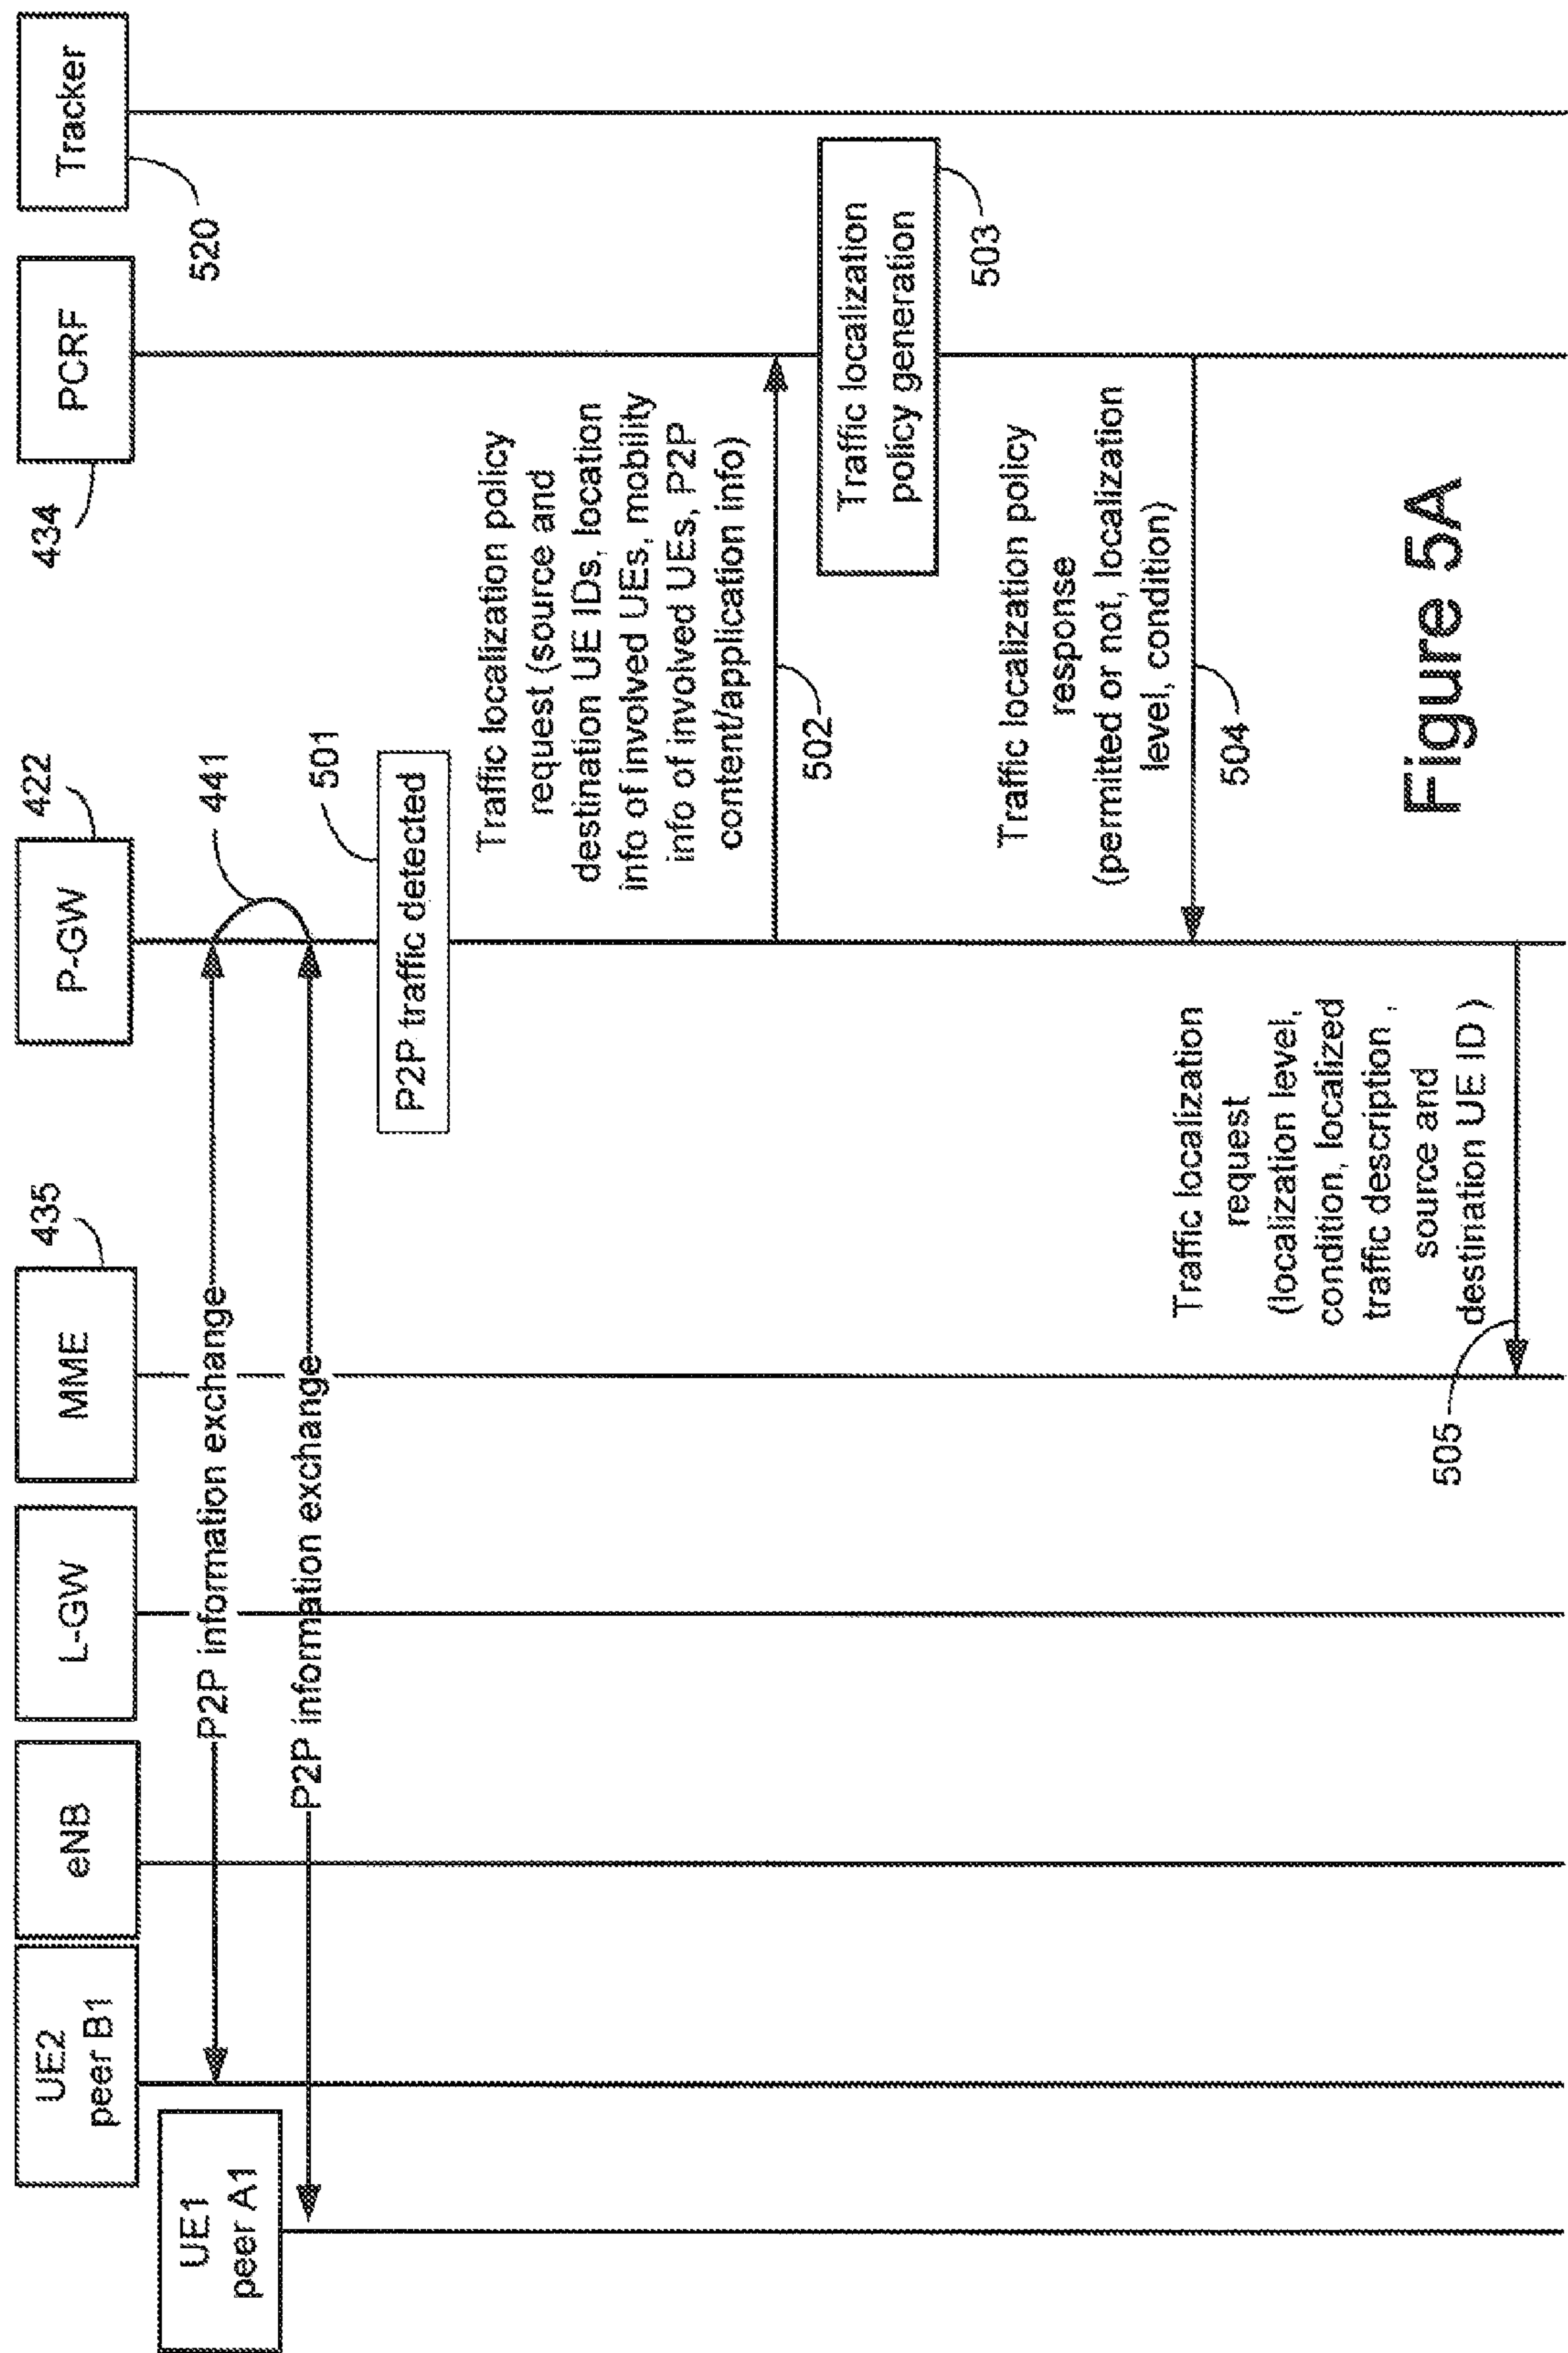 UE1
peer A1
UE2
peer B1
eNB
L-GW
MME
435
P-GW
422
PCRF
434
Tracker
520
P2P information exchange
P2P information exchange
441
P2P traffic detected
501
Traffic localization policy
request (source and
destination UE IDs, location
info of involved UEs, mobility
info of involved UEs, P2P
content/application info)
502
Traffic localization
policy generation
503
Traffic localization policy
response
(permitted or not, localization
level, condition)
504
Traffic localization
request
(localization level,
condition, localized
traffic description ,
source and
destination UE ID )
505
Figure 5A